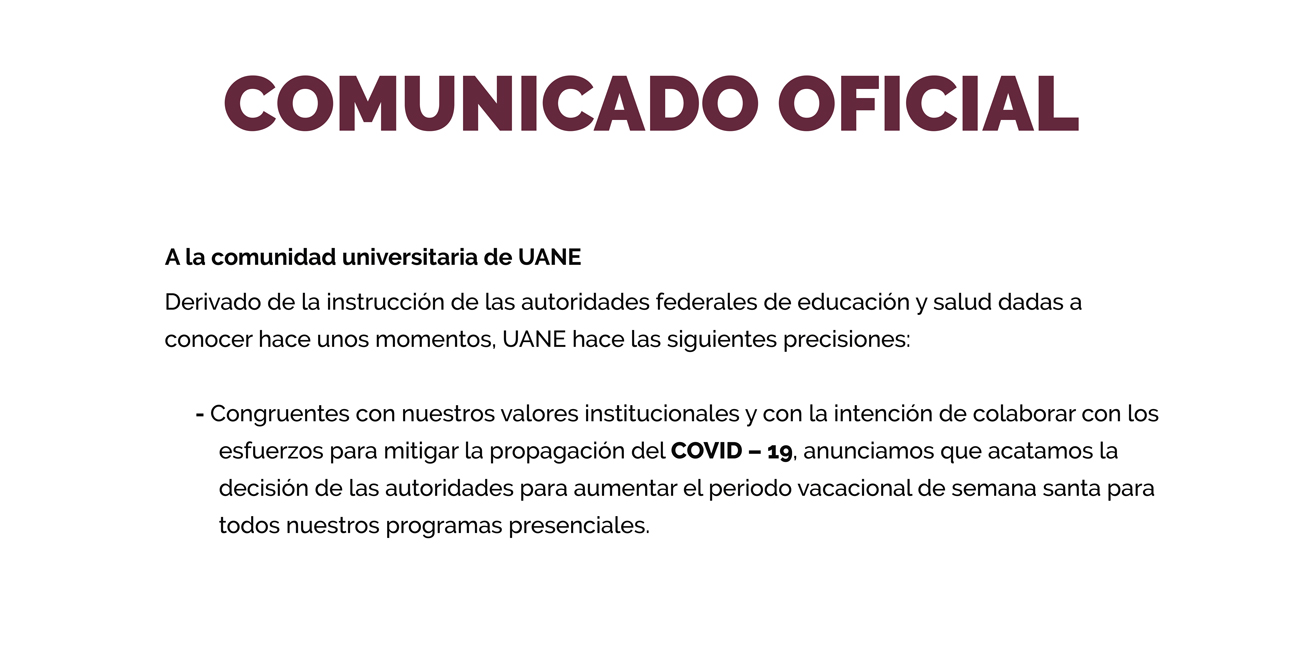 COMUNICADO OFICIAL
A la comunidad universitaria de UANE
Derivado de la instrucción de las autoridades federales de educación y salud dadas a
conocer hace unos momentos, UANE hace las siguientes precisiones:
- Congruentes con nuestros valores institucionales y con la intención de colaborar con los
esfuerzos para mitigar la propagación del COVID – 19, anunciamos que acatamos la
decisión de las autoridades para aumentar el periodo vacacional de semana santa para
todos nuestros programas presenciales.